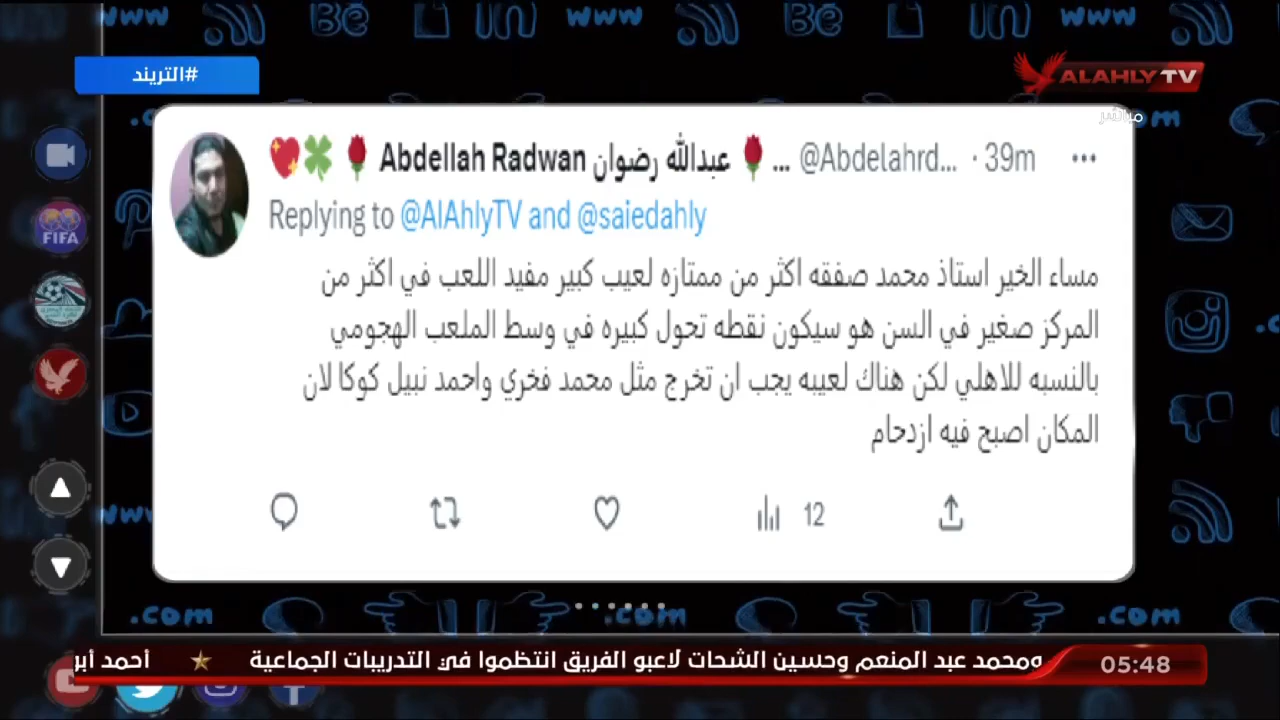 #التريند
ALAHLY TV
مباشر
Abdellah Radwan عبدالله رضوان ... @Abdelahrd... · 39m
Replying to @AlAhlyTV and @saiedahly
مساء الخير استاذ محمد صفقه اكثر من ممتازه لعيب كبير مفيد اللعب في اكثر من
المركز صغير في السن هو سيكون نقطه تحول كبيره في وسط الملعب الهجومي
بالنسبه للاهلي لكن هناك لعيبه يجب ان تخرج مثل محمد فخري واحمد نبيل كوكا لان
المكان اصبح فيه ازدحام
12
FIFA
ومحمد عبد المنعم وحسين الشحات لاعبو الفريق انتظموا في التدريبات الجماعية
أحمد
05:48